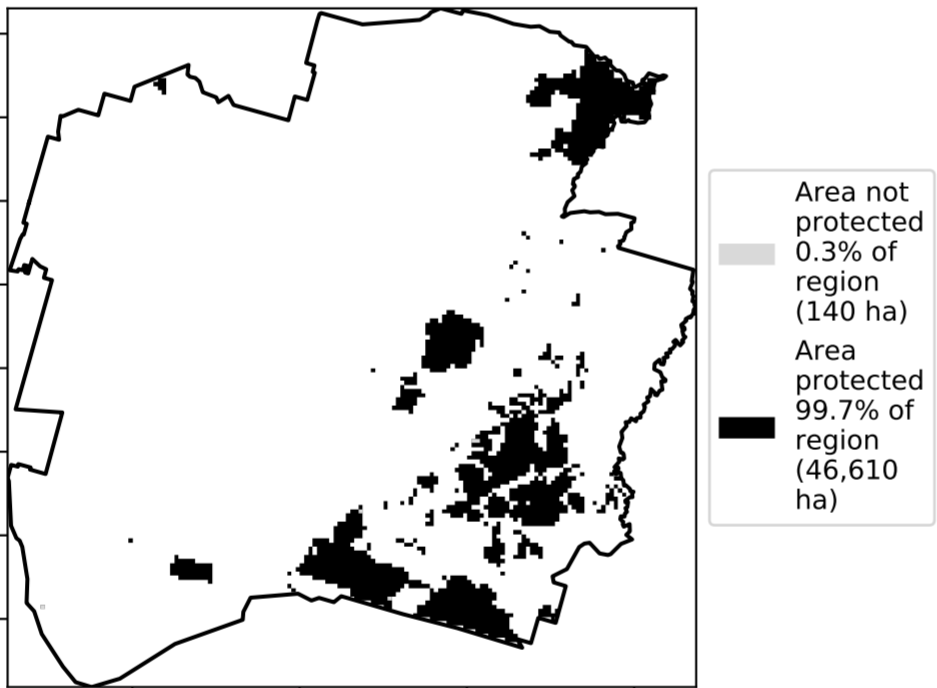 Area not
protected
0.3% of
region
(140 ha)
Area
protected
99.7% of
region
(46,610
ha)